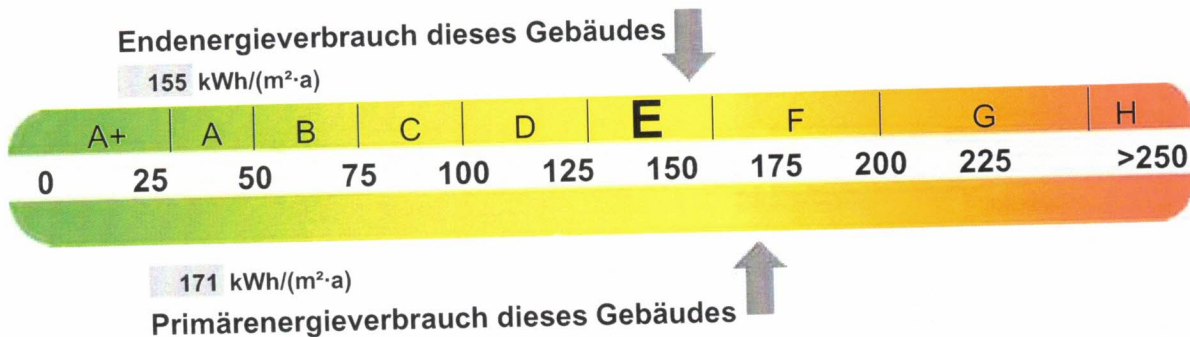 Endenergieverbrauch dieses Gebäudes
155 kWh/(m²·a)
A+ A B C D E F G H
0 25 50 75 100 125 150 175 200 225 >250
171 kWh/(m²·a)
Primärenergieverbrauch dieses Gebäudes